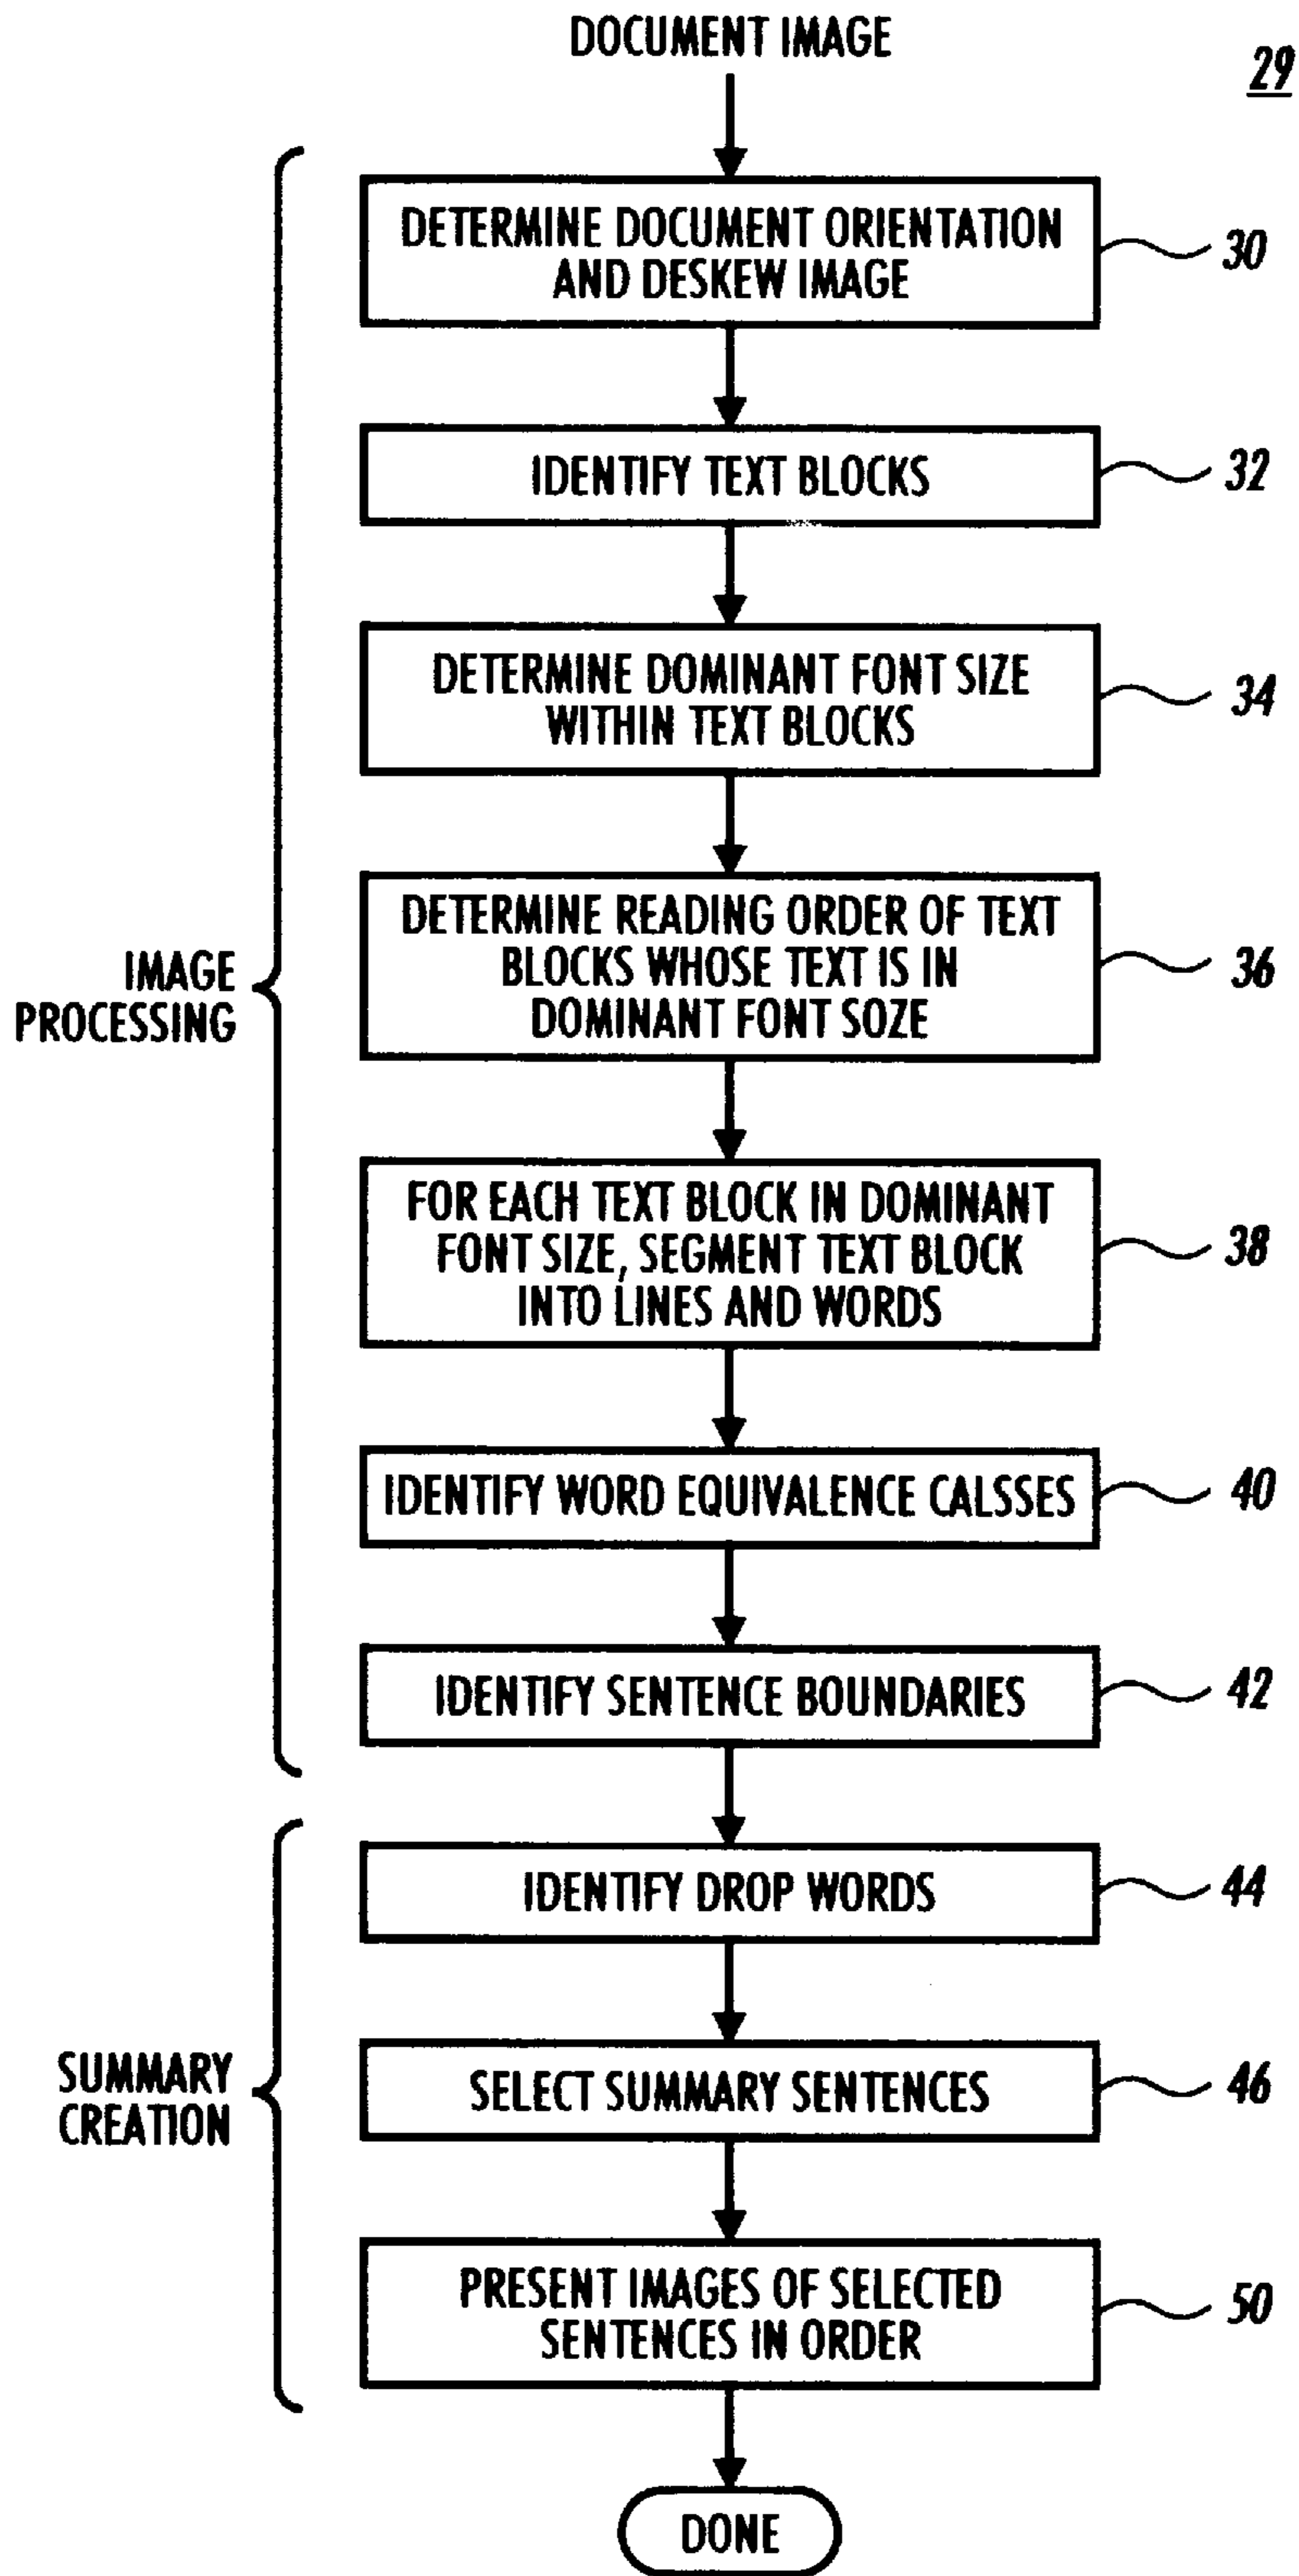 DOCUMENT IMAGE
29
DETERMINE DOCUMENT ORIENTATION
AND DESKEW IMAGE
30
IDENTIFY TEXT BLOCKS
32
DETERMINE DOMINANT FONT SIZE
WITHIN TEXT BLOCKS
34
DETERMINE READING ORDER OF TEXT
BLOCKS WHOSE TEXT IS IN
DOMINANT FONT SOZE
36
IMAGE
PROCESSING
FOR EACH TEXT BLOCK IN DOMINANT
FONT SIZE, SEGMENT TEXT BLOCK
INTO LINES AND WORDS
38
IDENTIFY WORD EQUIVALENCE CALSSES
40
IDENTIFY SENTENCE BOUNDARIES
42
IDENTIFY DROP WORDS
44
SUMMARY
CREATION
SELECT SUMMARY SENTENCES
46
PRESENT IMAGES OF SELECTED
SENTENCES IN ORDER
50
DONE